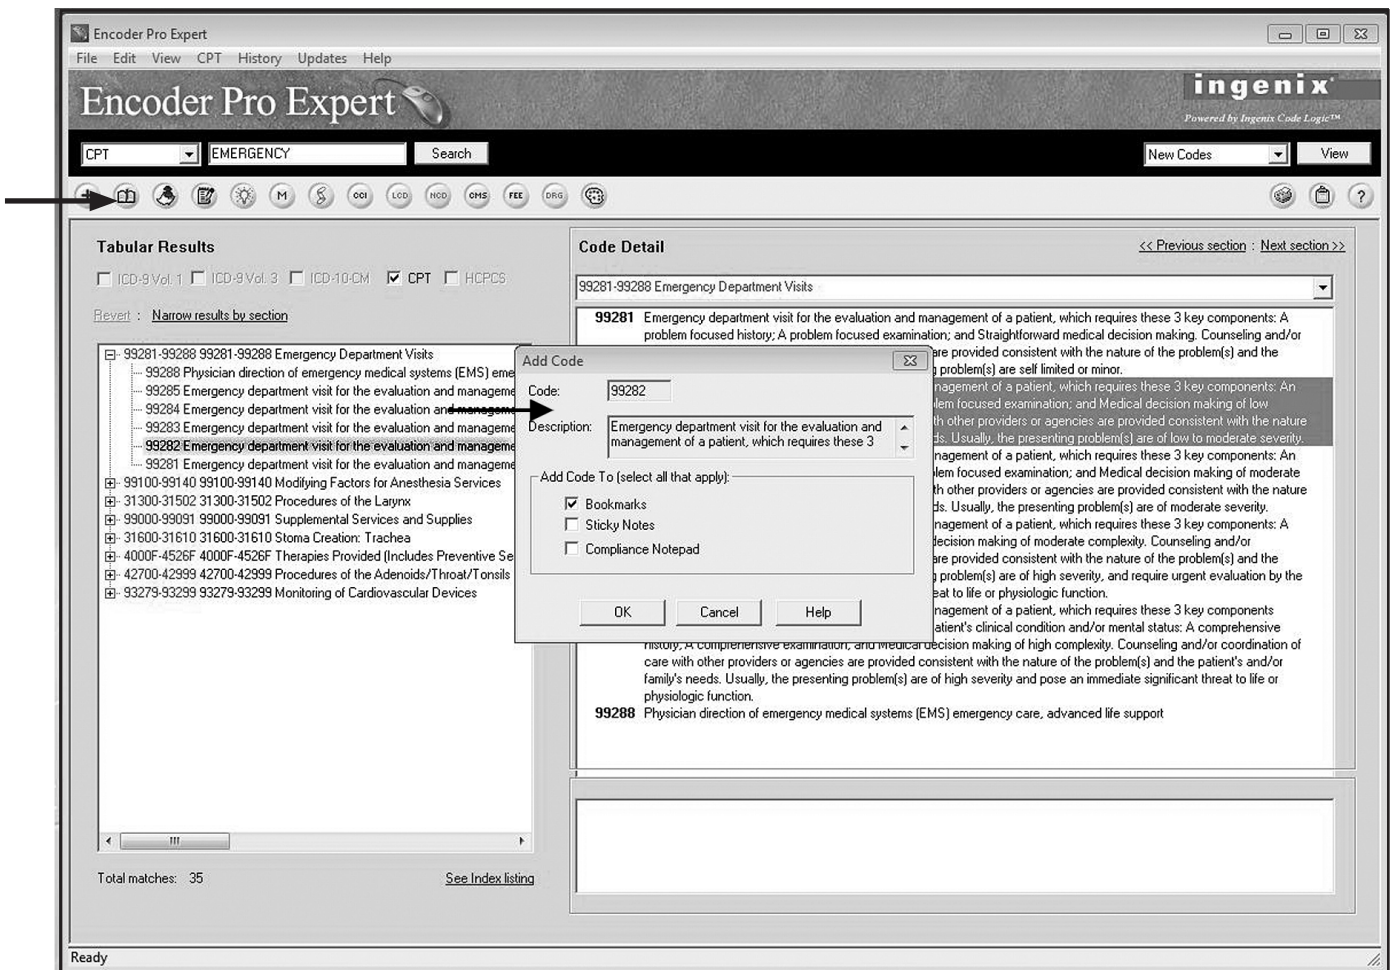 Encoder Pro Expert
File Edit View CPT History Updates Help
Encoder Pro Expert
ingenix
Powered by Ingenix Code Logic™
CPT EMERGENCY Search New Codes View
M CCI LCD NCD CMS FEE DRG ?
Tabular Results
ICD-9 Vol. 1 ICD-9 Vol. 3 ICD-10-CM CPT HCPCS
Revert : Narrow results by section
99281-99288 99281-99288 Emergency Department Visits
99288 Physician direction of emergency medical systems (EMS) eme
99285 Emergency department visit for the evaluation and manageme
99284 Emergency department visit for the evaluation and manageme
99283 Emergency department visit for the evaluation and manageme
99282 Emergency department visit for the evaluation and manageme
99281 Emergency department visit for the evaluation and manageme
99100-99140 99100-99140 Modifying Factors for Anesthesia Services
31300-31502 31300-31502 Procedures of the Larynx
99000-99091 99000-99091 Supplemental Services and Supplies
31600-31610 31600-31610 Stoma Creation: Trachea
4000F-4526F 4000F-4526F Therapies Provided (Includes Preventive Se
42700-42999 42700-42999 Procedures of the Adenoids/Throat/Tonsils
93279-93299 93279-93299 Monitoring of Cardiovascular Devices
Total matches: 35 See Index listing
Code Detail << Previous section : Next section >>
99281-99288 Emergency Department Visits
99281 Emergency department visit for the evaluation and management of a patient, which requires these 3 key components: A
problem focused history; A problem focused examination; and Straightforward medical decision making. Counseling and/or
are provided consistent with the nature of the problem(s) and the
problem(s) are self limited or minor.
nagement of a patient, which requires these 3 key components: An
lem focused examination; and Medical decision making of low
th other providers or agencies are provided consistent with the nature
ds. Usually, the presenting problem(s) are of low to moderate severity.
nagement of a patient, which requires these 3 key components: An
lem focused examination; and Medical decision making of moderate
th other providers or agencies are provided consistent with the nature
ds. Usually, the presenting problem(s) are of moderate severity.
nagement of a patient, which requires these 3 key components: A
decision making of moderate complexity. Counseling and/or
are provided consistent with the nature of the problem(s) and the
problem(s) are of high severity, and require urgent evaluation by the
eat to life or physiologic function.
nagement of a patient, which requires these 3 key components
atient's clinical condition and/or mental status: A comprehensive
history; A comprehensive examination; and Medical decision making of high complexity. Counseling and/or coordination of
care with other providers or agencies are provided consistent with the nature of the problem(s) and the patient's and/or
family's needs. Usually, the presenting problem(s) are of high severity and pose an immediate significant threat to life or
physiologic function.
99288 Physician direction of emergency medical systems (EMS) emergency care, advanced life support
Add Code
Code: 99282
Description: Emergency department visit for the evaluation and
management of a patient, which requires these 3
Add Code To (select all that apply):
Bookmarks
Sticky Notes
Compliance Notepad
OK Cancel Help
Ready